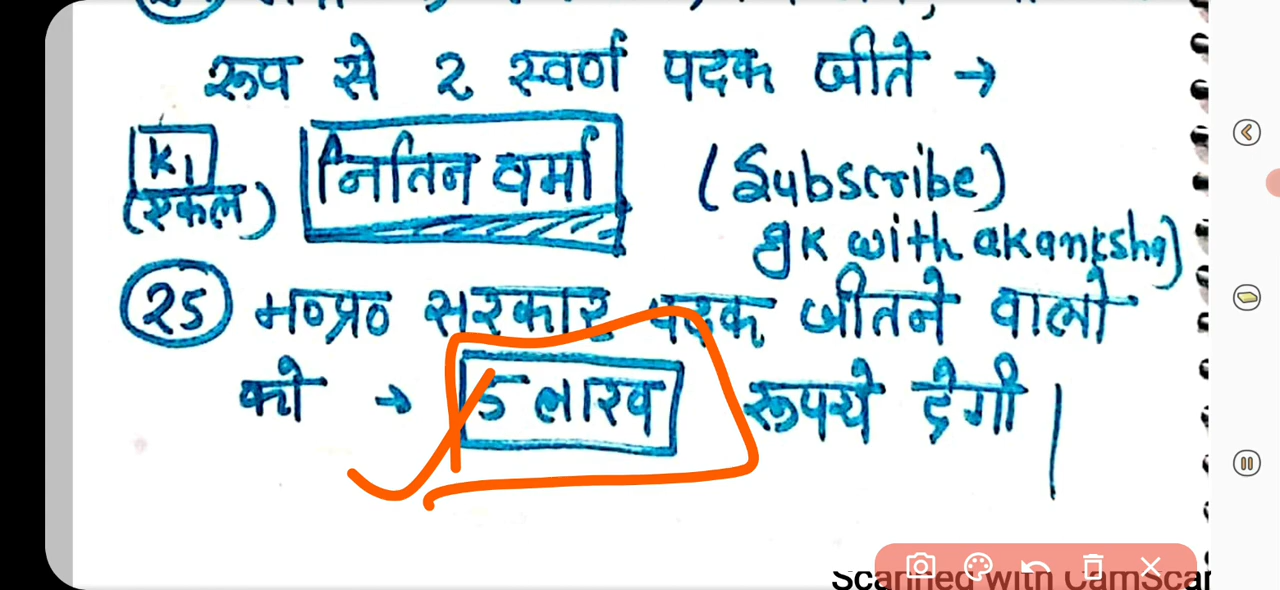 रूप से 2 स्वर्ण पदक जीते →
K1 नितिन वर्मा (Subscribe)
(एकल) gk with akanksha)
25 म०प्र० सरकार पदक जीतने वालो
को → 5 लाख रूपये देगी |
Scanned with CamScan